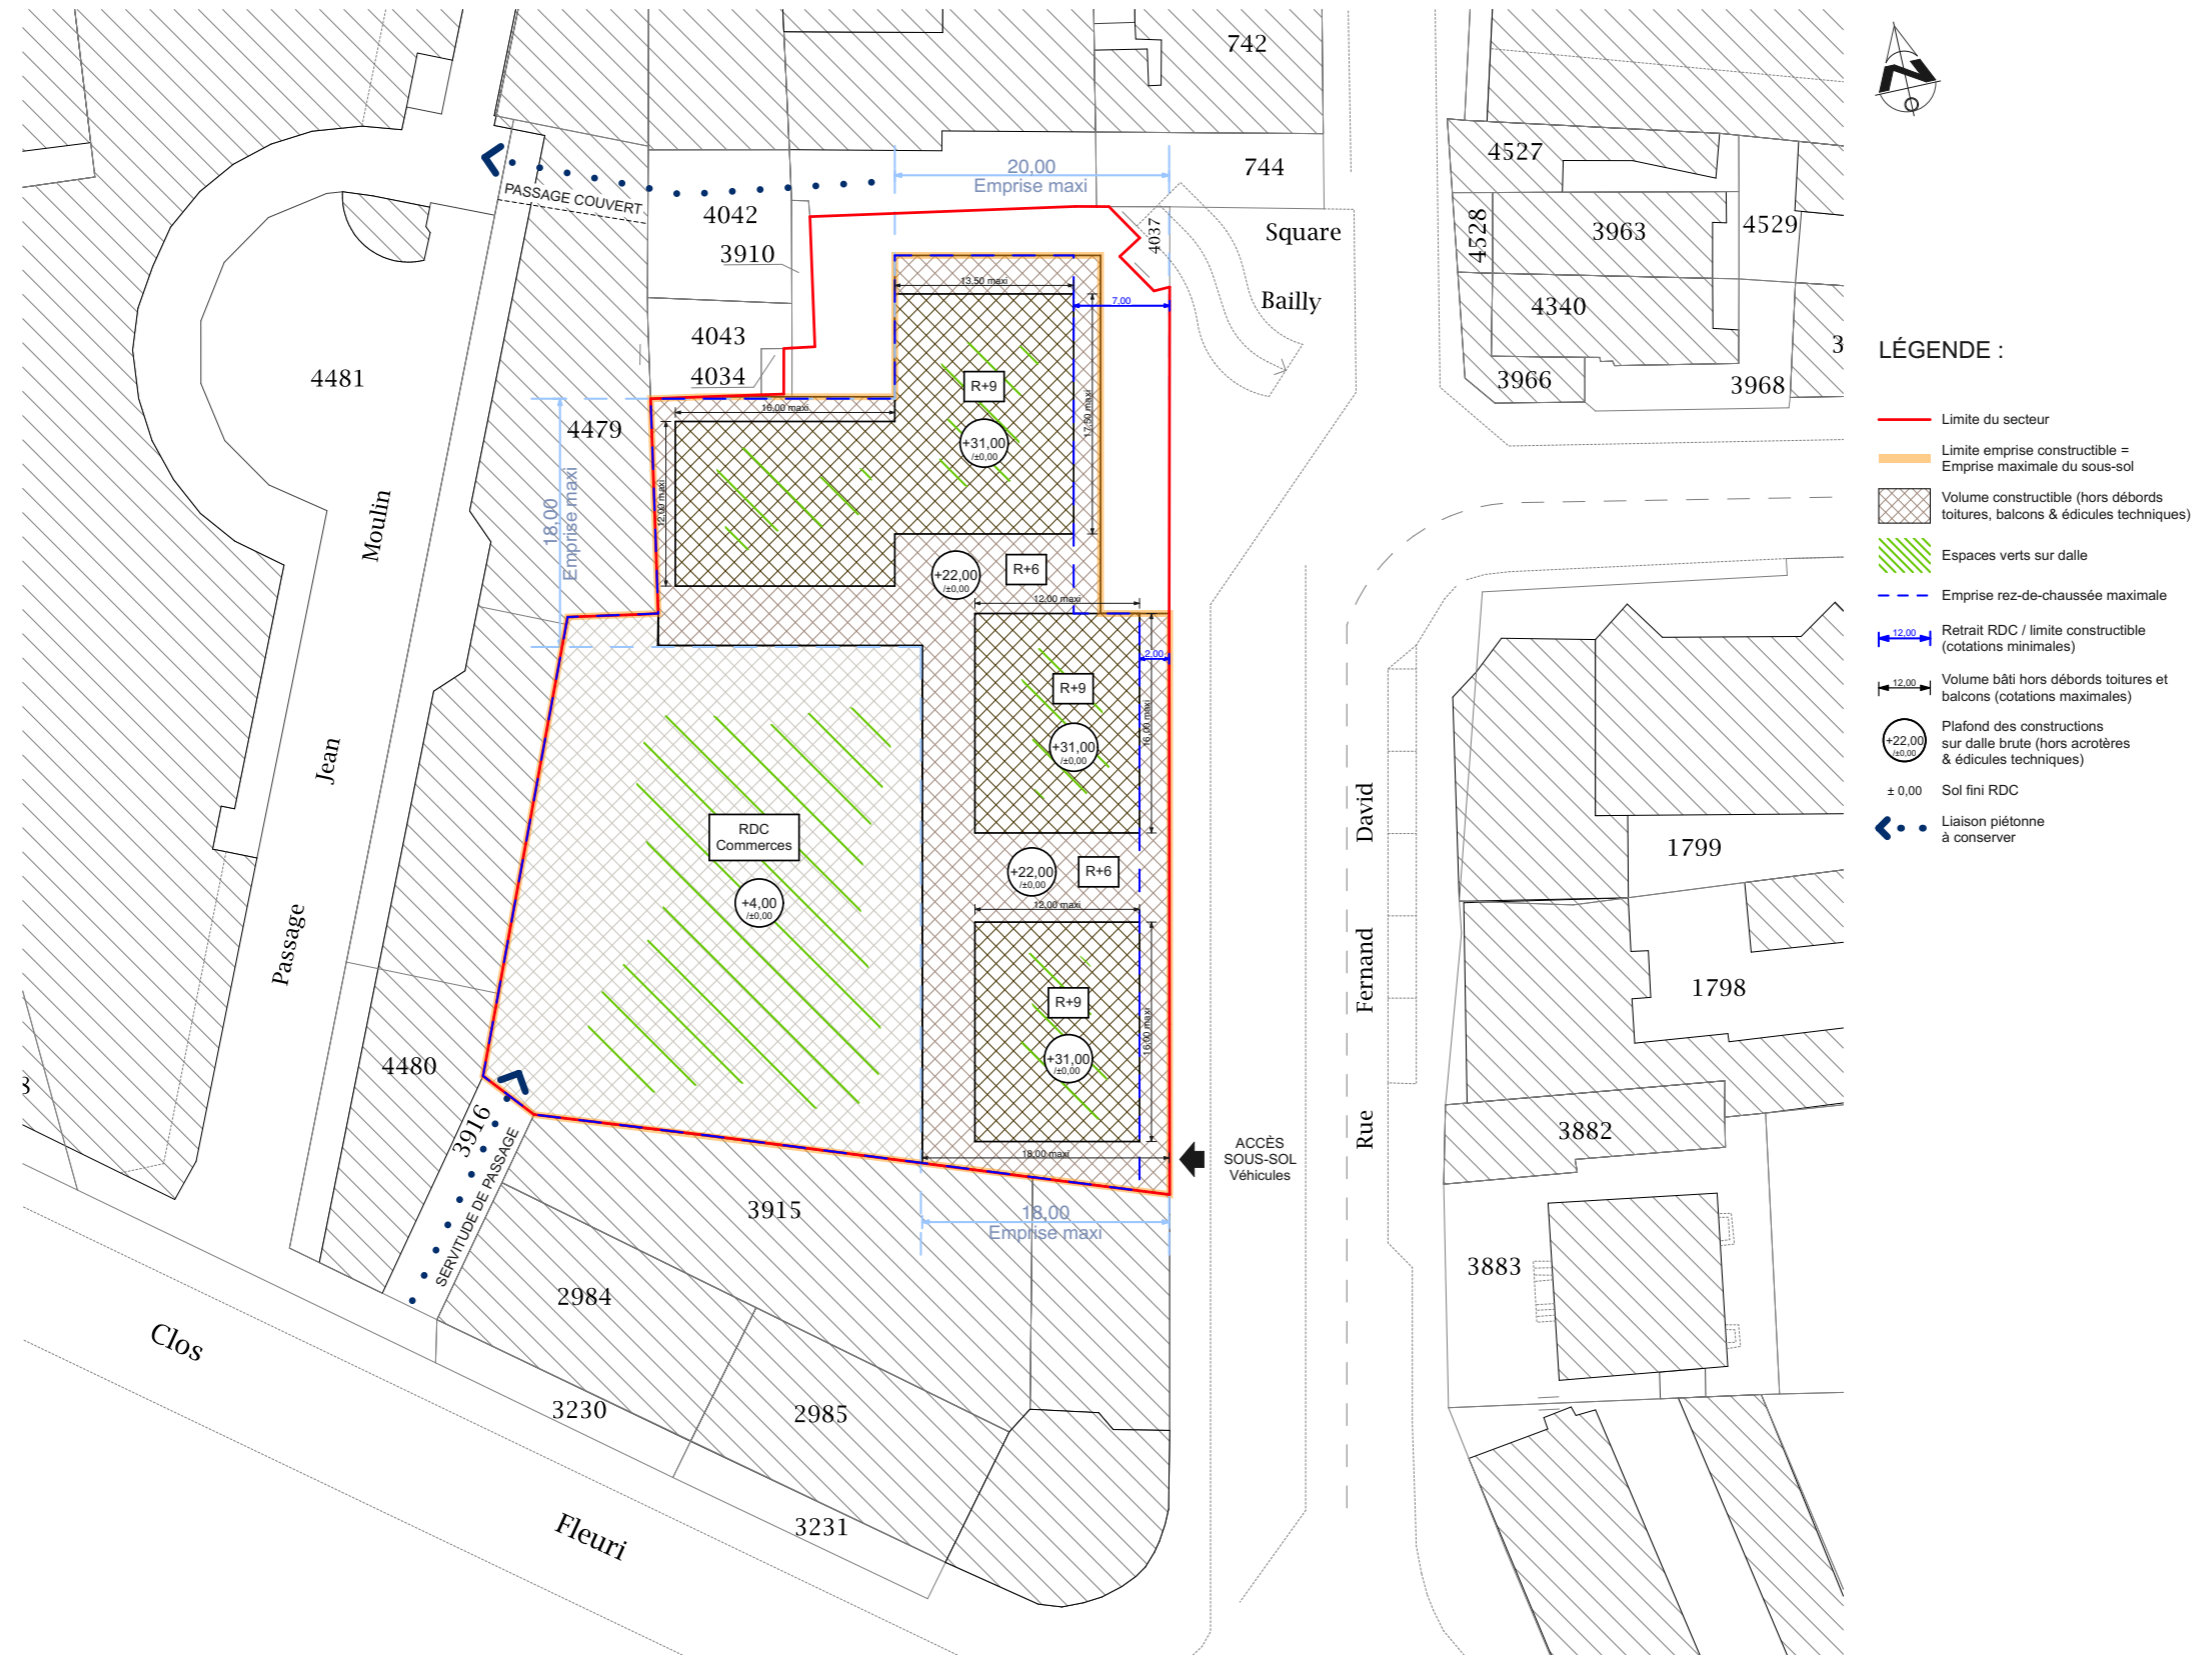 742
N
O
4527
744
20,00
Emprise maxi
PASSAGE COUVERT
4042
4037
Square
4528
3963
4529
3910
Bailly
13,50 maxi
7,00
4340
4043
4034
3
3966
3968
4481
4479
R+9
+31,00
/±0,00
16,00 maxi
17,50 maxi
12,00 maxi
18,00
Emprise maxi
+22,00
/±0,00
R+6
12,00 maxi
2,00
R+9
+31,00
/±0,00
16,00 maxi
RDC
Commerces
+4,00
/±0,00
+22,00
/±0,00
R+6
12,00 maxi
R+9
+31,00
/±0,00
16,00 maxi
18,00 maxi
Passage Jean Moulin
Rue Fernand David
1799
1798
4480
8
3916
SERVITUDE DE PASSAGE
ACCÈS
SOUS-SOL
Véhicules
3882
3915
18,00
Emprise maxi
3883
2984
3230
2985
3231
Clos Fleuri
LÉGENDE :
Limite du secteur
Limite emprise constructible =
Emprise maximale du sous-sol
Volume constructible (hors débords
toitures, balcons & édicules techniques)
Espaces verts sur dalle
Emprise rez-de-chaussée maximale
12,00
Retrait RDC / limite constructible
(cotations minimales)
12,00
Volume bâti hors débords toitures et
balcons (cotations maximales)
+22,00
/±0,00
Plafond des constructions
sur dalle brute (hors acrotères
& édicules techniques)
± 0,00
Sol fini RDC
Liaison piétonne
à conserver